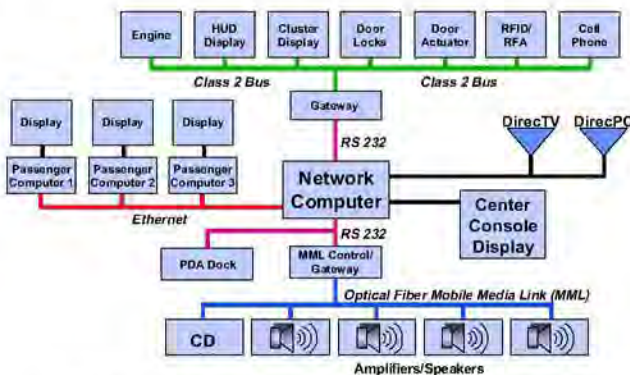 Engine
HUD
Display
Cluster
Display
Door
Locks
Door
Actuator
RFID/
RFA
Cell
Phone
Class 2 Bus
Class 2 Bus
Gateway
RS 232
Display
Display
Display
DirecTV
DirecPC
Passenger
Computer 1
Passenger
Computer 2
Passenger
Computer 3
Network
Computer
Ethernet
Center
Console
Display
RS 232
PDA Dock
MML Control/
Gateway
Optical Fiber Mobile Media Link (MML)
CD
Amplifiers/Speakers